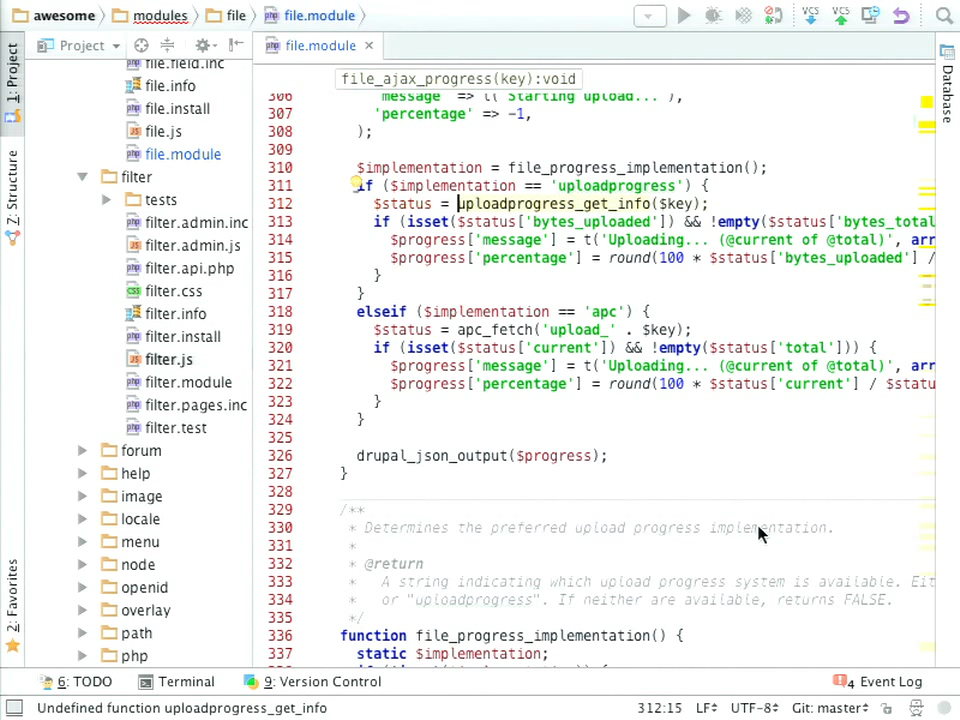 awesome modules file file.module
VCS VCS
1: Project
Z: Structure
2: Favorites
Project
file.field.inc
file.info
file.install
file.js
file.module
filter
tests
filter.admin.inc
filter.admin.js
filter.api.php
filter.css
filter.info
filter.install
filter.js
filter.module
filter.pages.inc
filter.test
forum
help
image
locale
menu
node
openid
overlay
path
php
file.module
Database
file_ajax_progress(key):void
306 'message' => t('Starting upload...'),
307 'percentage' => -1,
308 );
309
310 $implementation = file_progress_implementation();
311 if ($implementation == 'uploadprogress') {
312 $status = uploadprogress_get_info($key);
313 if (isset($status['bytes_uploaded']) && !empty($status['bytes_total
314 $progress['message'] = t('Uploading... (@current of @total)', arr
315 $progress['percentage'] = round(100 * $status['bytes_uploaded'] /
316 }
317 }
318 elseif ($implementation == 'apc') {
319 $status = apc_fetch('upload_' . $key);
320 if (isset($status['current']) && !empty($status['total'])) {
321 $progress['message'] = t('Uploading... (@current of @total)', arr
322 $progress['percentage'] = round(100 * $status['current'] / $statu
323 }
324 }
325
326 drupal_json_output($progress);
327 }
328
329 /**
330 * Determines the preferred upload progress implementation.
331 *
332 * @return
333 * A string indicating which upload progress system is available. Eit
334 * or "uploadprogress". If neither are available, returns FALSE.
335 */
336 function file_progress_implementation() {
337 static $implementation;
338
6: TODO Terminal 9: Version Control 4 Event Log
Undefined function uploadprogress_get_info 312:15 LF UTF-8 Git: master